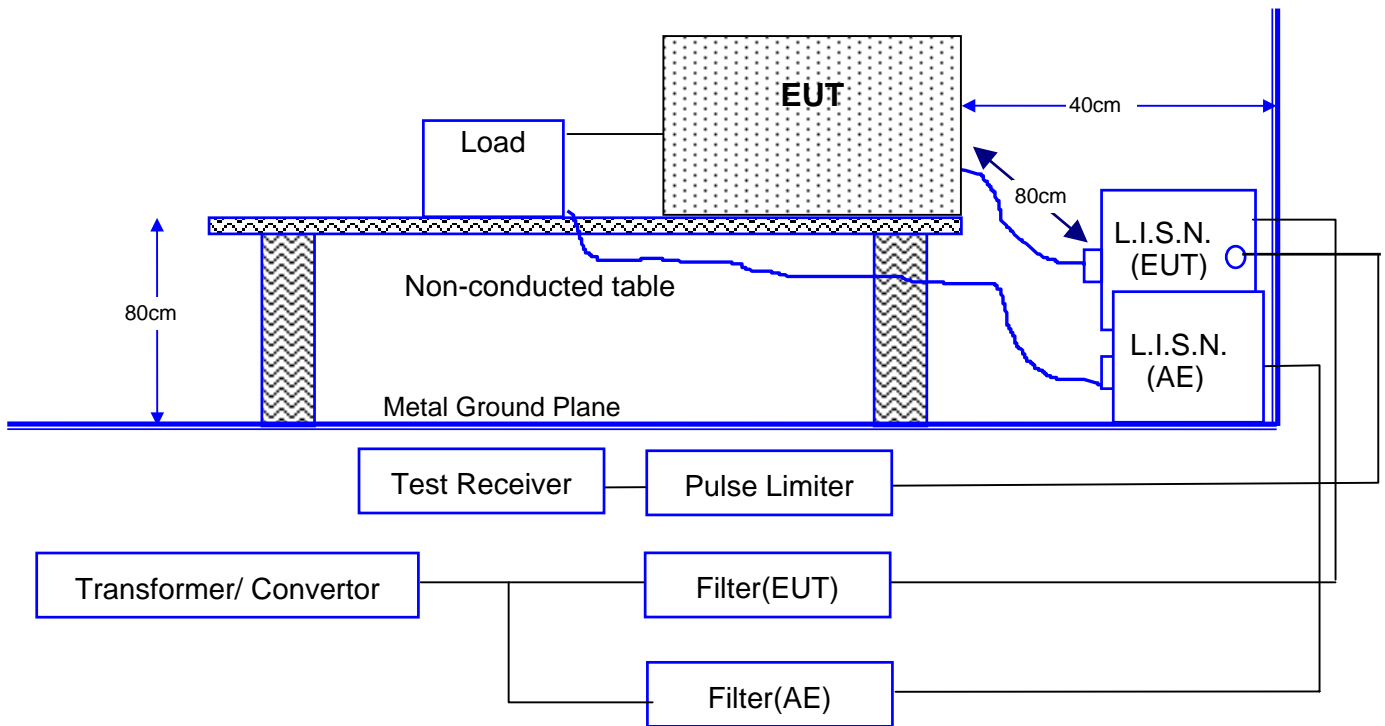 EUT
40cm
Load
80cm
L.I.S.N.
(EUT)
Non-conducted table
80cm
L.I.S.N.
(AE)
Metal Ground Plane
Test Receiver
Pulse Limiter
Transformer/ Convertor
Filter(EUT)
Filter(AE)